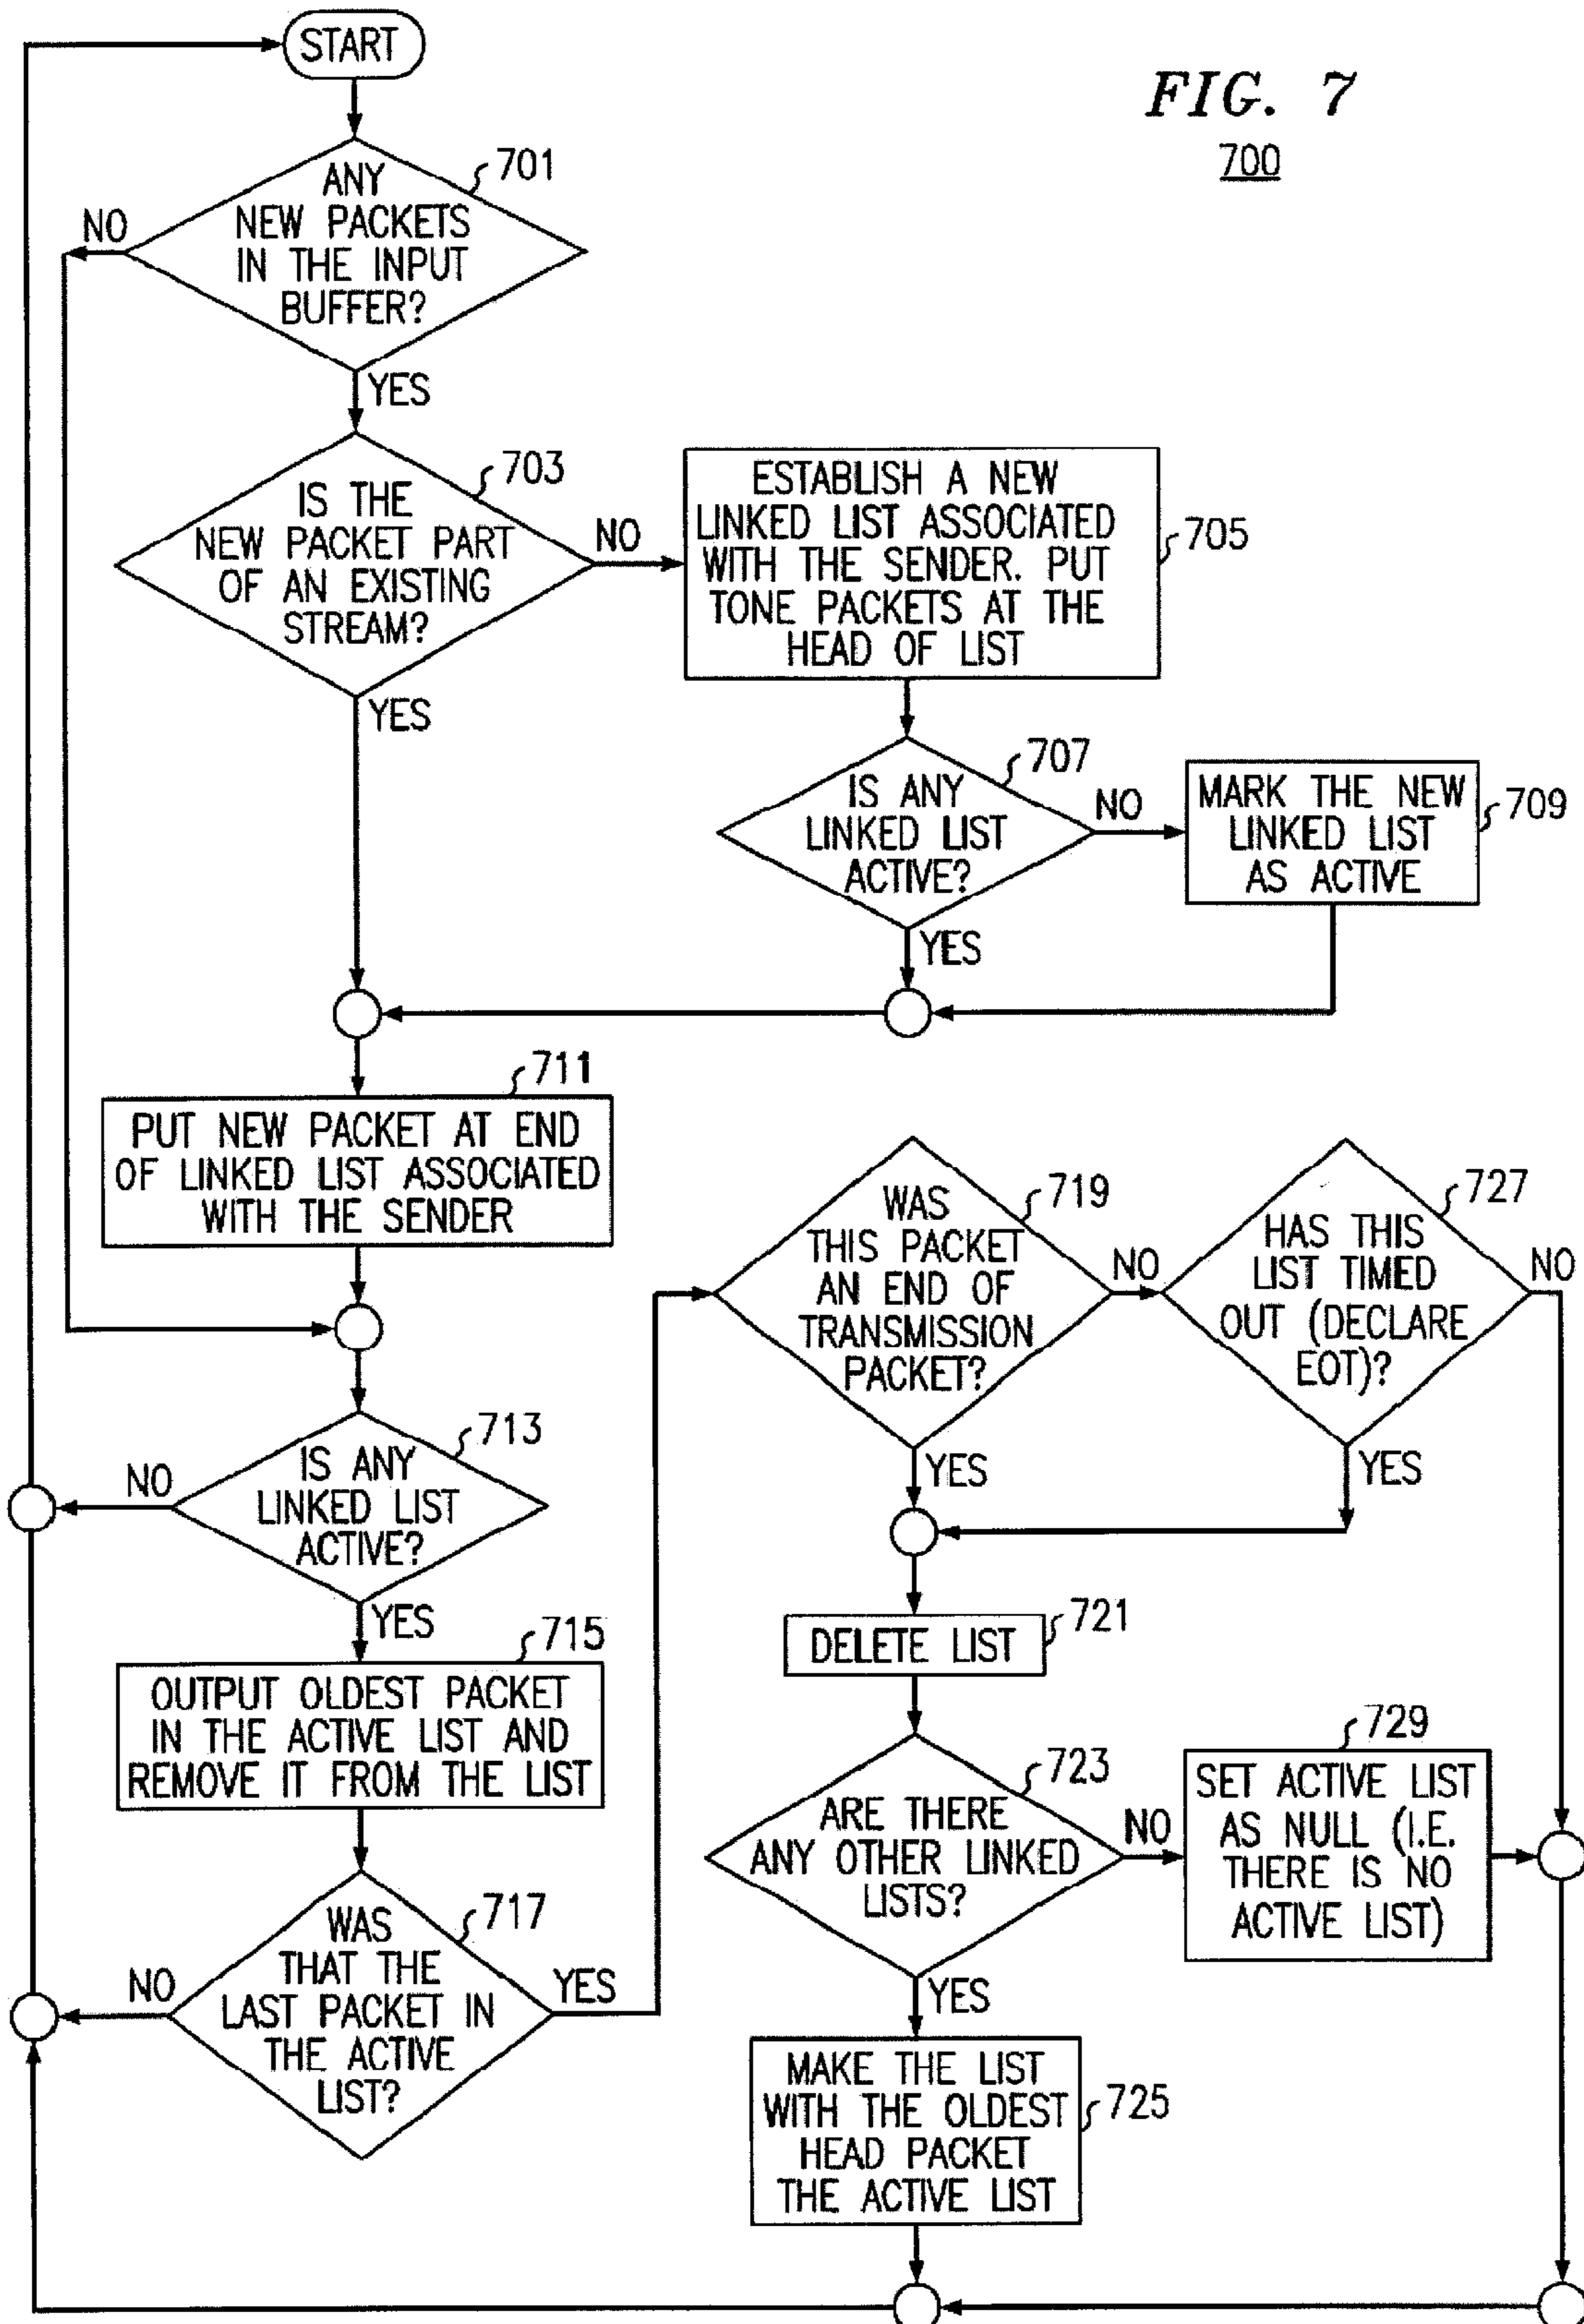 FIG. 7
700
START
701
ANY
NEW PACKETS
IN THE INPUT
BUFFER?
NO
YES
703
IS THE
NEW PACKET PART
OF AN EXISTING
STREAM?
NO
YES
705
ESTABLISH A NEW
LINKED LIST ASSOCIATED
WITH THE SENDER. PUT
TONE PACKETS AT THE
HEAD OF LIST
707
IS ANY
LINKED LIST
ACTIVE?
NO
YES
709
MARK THE NEW
LINKED LIST
AS ACTIVE
711
PUT NEW PACKET AT END
OF LINKED LIST ASSOCIATED
WITH THE SENDER
713
IS ANY
LINKED LIST
ACTIVE?
NO
YES
715
OUTPUT OLDEST PACKET
IN THE ACTIVE LIST AND
REMOVE IT FROM THE LIST
717
WAS
THAT THE
LAST PACKET IN
THE ACTIVE
LIST?
NO
YES
719
WAS
THIS PACKET
AN END OF
TRANSMISSION
PACKET?
NO
YES
727
HAS THIS
LIST TIMED
OUT (DECLARE
EOT)?
NO
YES
721
DELETE LIST
723
ARE THERE
ANY OTHER LINKED
LISTS?
NO
YES
729
SET ACTIVE LIST
AS NULL (I.E.
THERE IS NO
ACTIVE LIST)
725
MAKE THE LIST
WITH THE OLDEST
HEAD PACKET
THE ACTIVE LIST